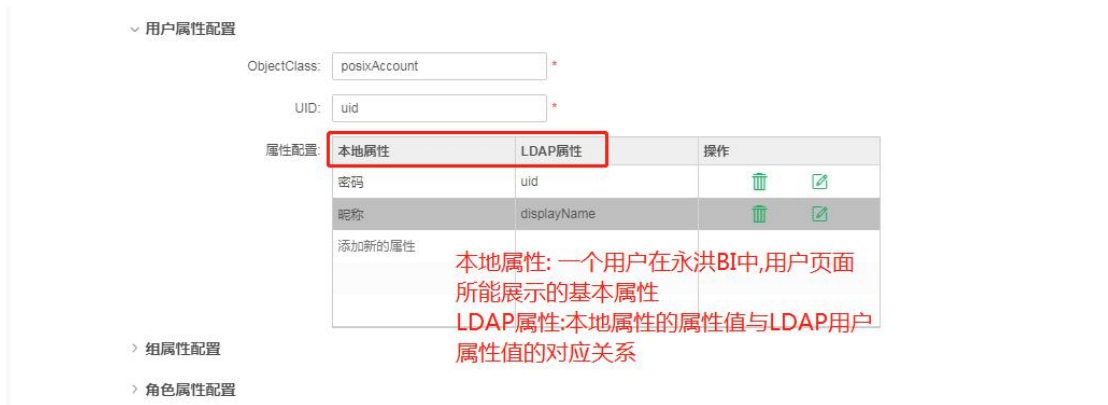 用户属性配置
ObjectClass: posixAccount *
UID: uid *
属性配置: 本地属性 LDAP属性 操作
密码 uid
昵称 displayName
添加新的属性
本地属性: 一个用户在永洪BI中,用户页面
所能展示的基本属性
LDAP属性:本地属性的属性值与LDAP用户
属性值的对应关系
组属性配置
角色属性配置